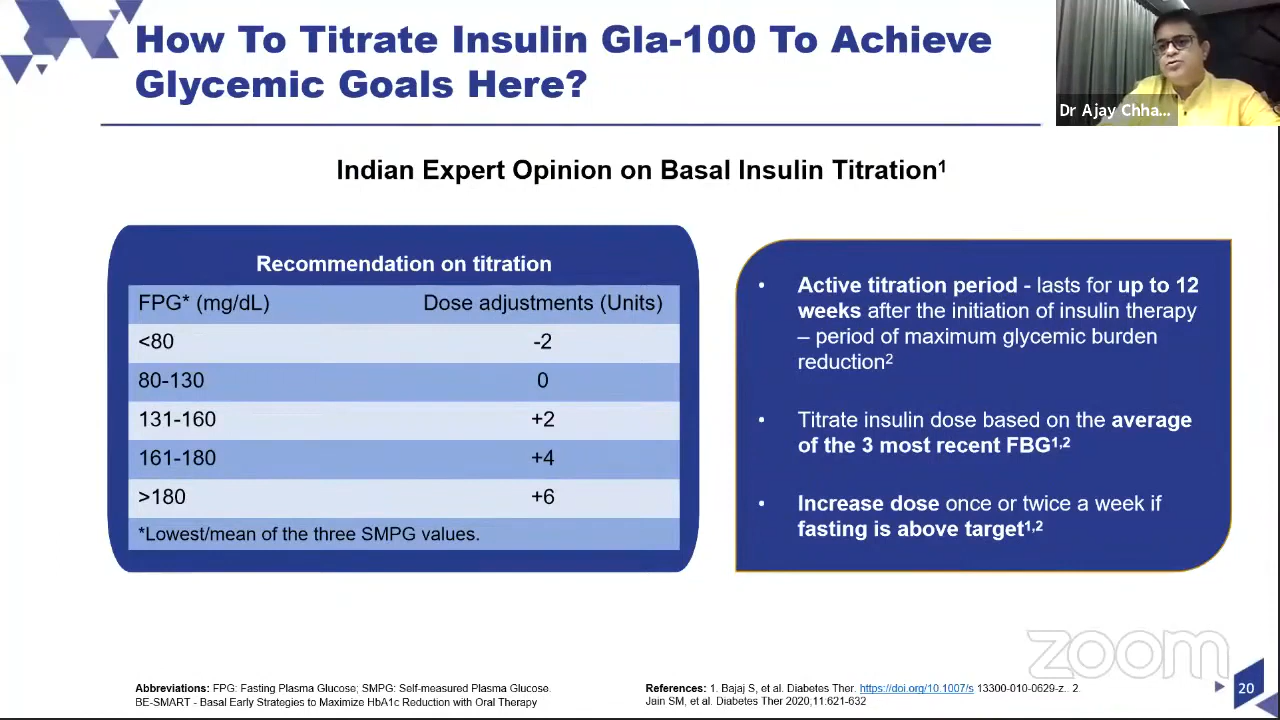 How To Titrate Insulin Gla-100 To Achieve
Glycemic Goals Here?
Dr Ajay Chha...
Indian Expert Opinion on Basal Insulin Titration¹
Recommendation on titration
FPG* (mg/dL) Dose adjustments (Units)
<80 -2
80-130 0
131-160 +2
161-180 +4
>180 +6
*Lowest/mean of the three SMPG values.
• Active titration period - lasts for up to 12
weeks after the initiation of insulin therapy
– period of maximum glycemic burden
reduction²
• Titrate insulin dose based on the average
of the 3 most recent FBG¹,²
• Increase dose once or twice a week if
fasting is above target¹,²
zoom
Abbreviations: FPG: Fasting Plasma Glucose; SMPG: Self-measured Plasma Glucose
BE-SMART - Basal Early Strategies to Maximize HbA1c Reduction with Oral Therapy
References: 1. Bajaj S, et al. Diabetes Ther. https://doi.org/10.1007/s 13300-010-0629-z.. 2.
Jain SM, et al. Diabetes Ther 2020;11:621-632
20